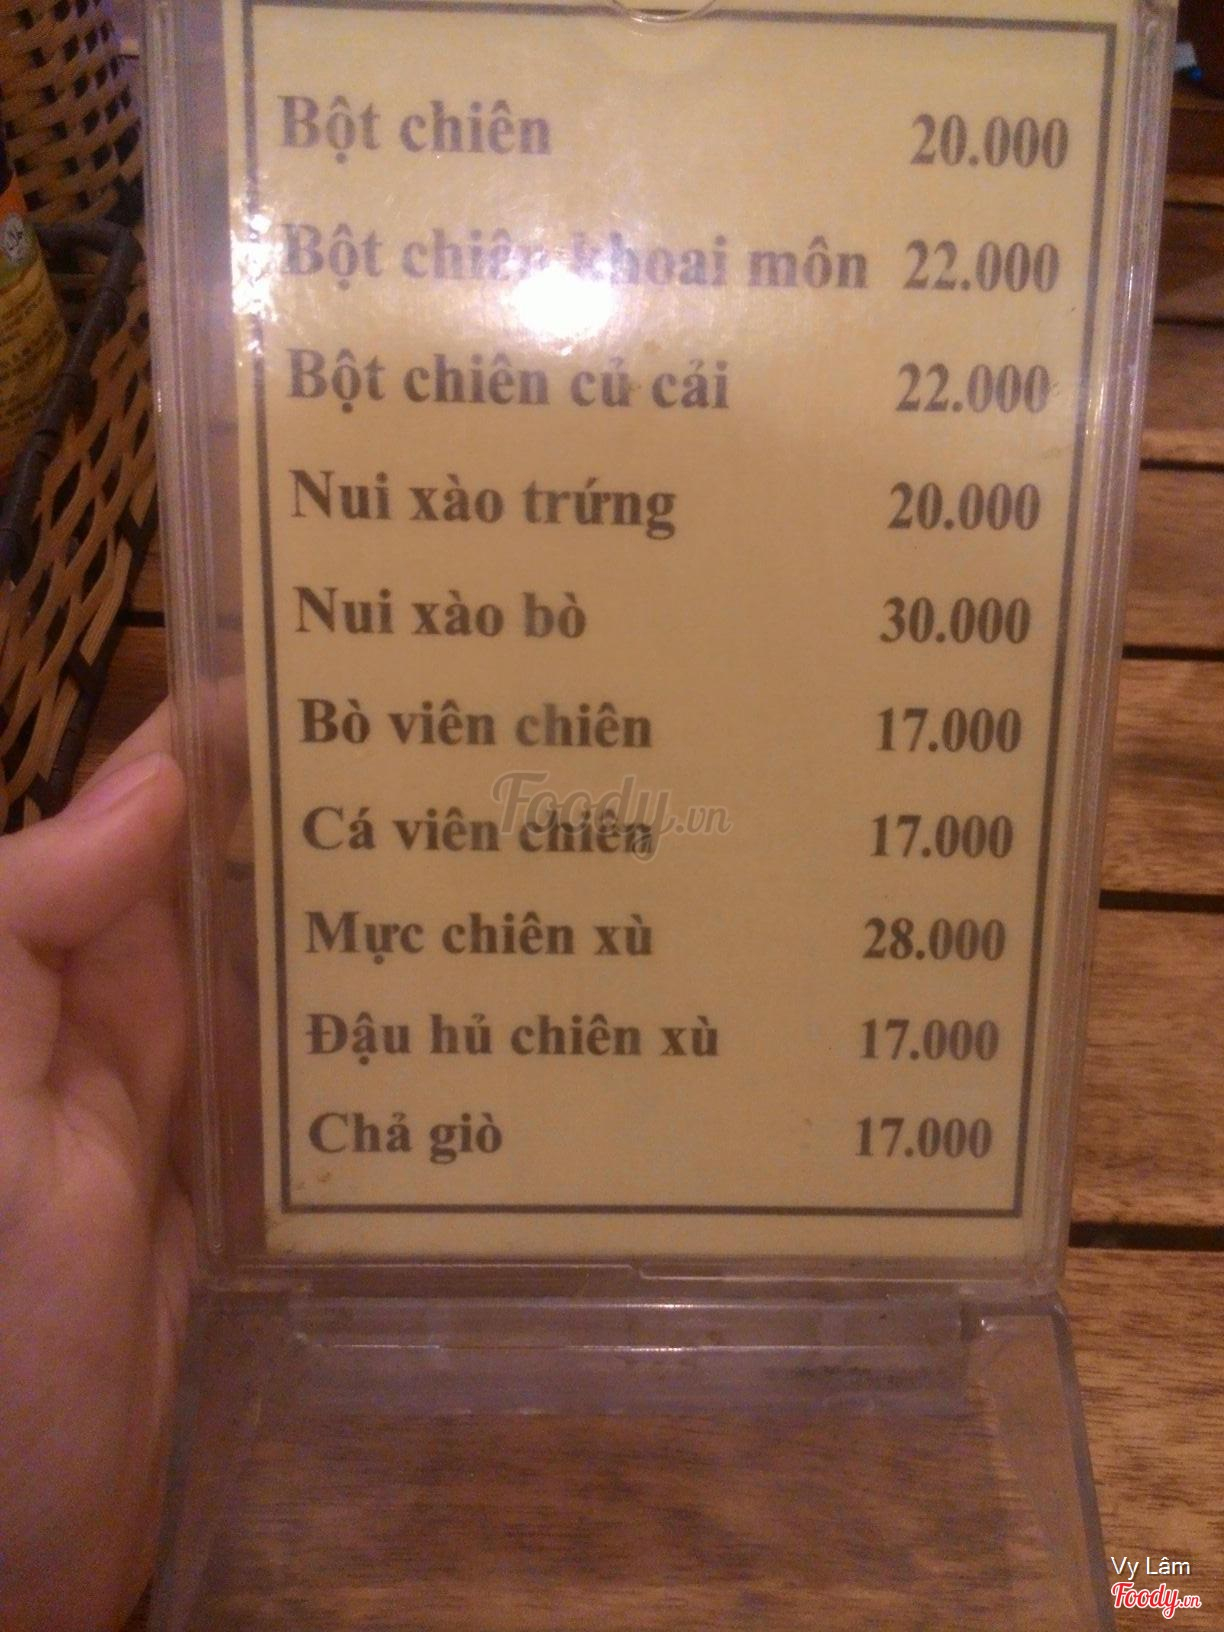 Bột chiên 20.000
Bột chiên khoai môn 22.000
Bột chiên củ cải 22.000
Nui xào trứng 20.000
Nui xào bò 30.000
Bò viên chiên 17.000
Foody.vn
Cá viên chiên 17.000
Mực chiên xù 28.000
Đậu hủ chiên xù 17.000
Chả giò 17.000
Vy Lâm
Foody.vn